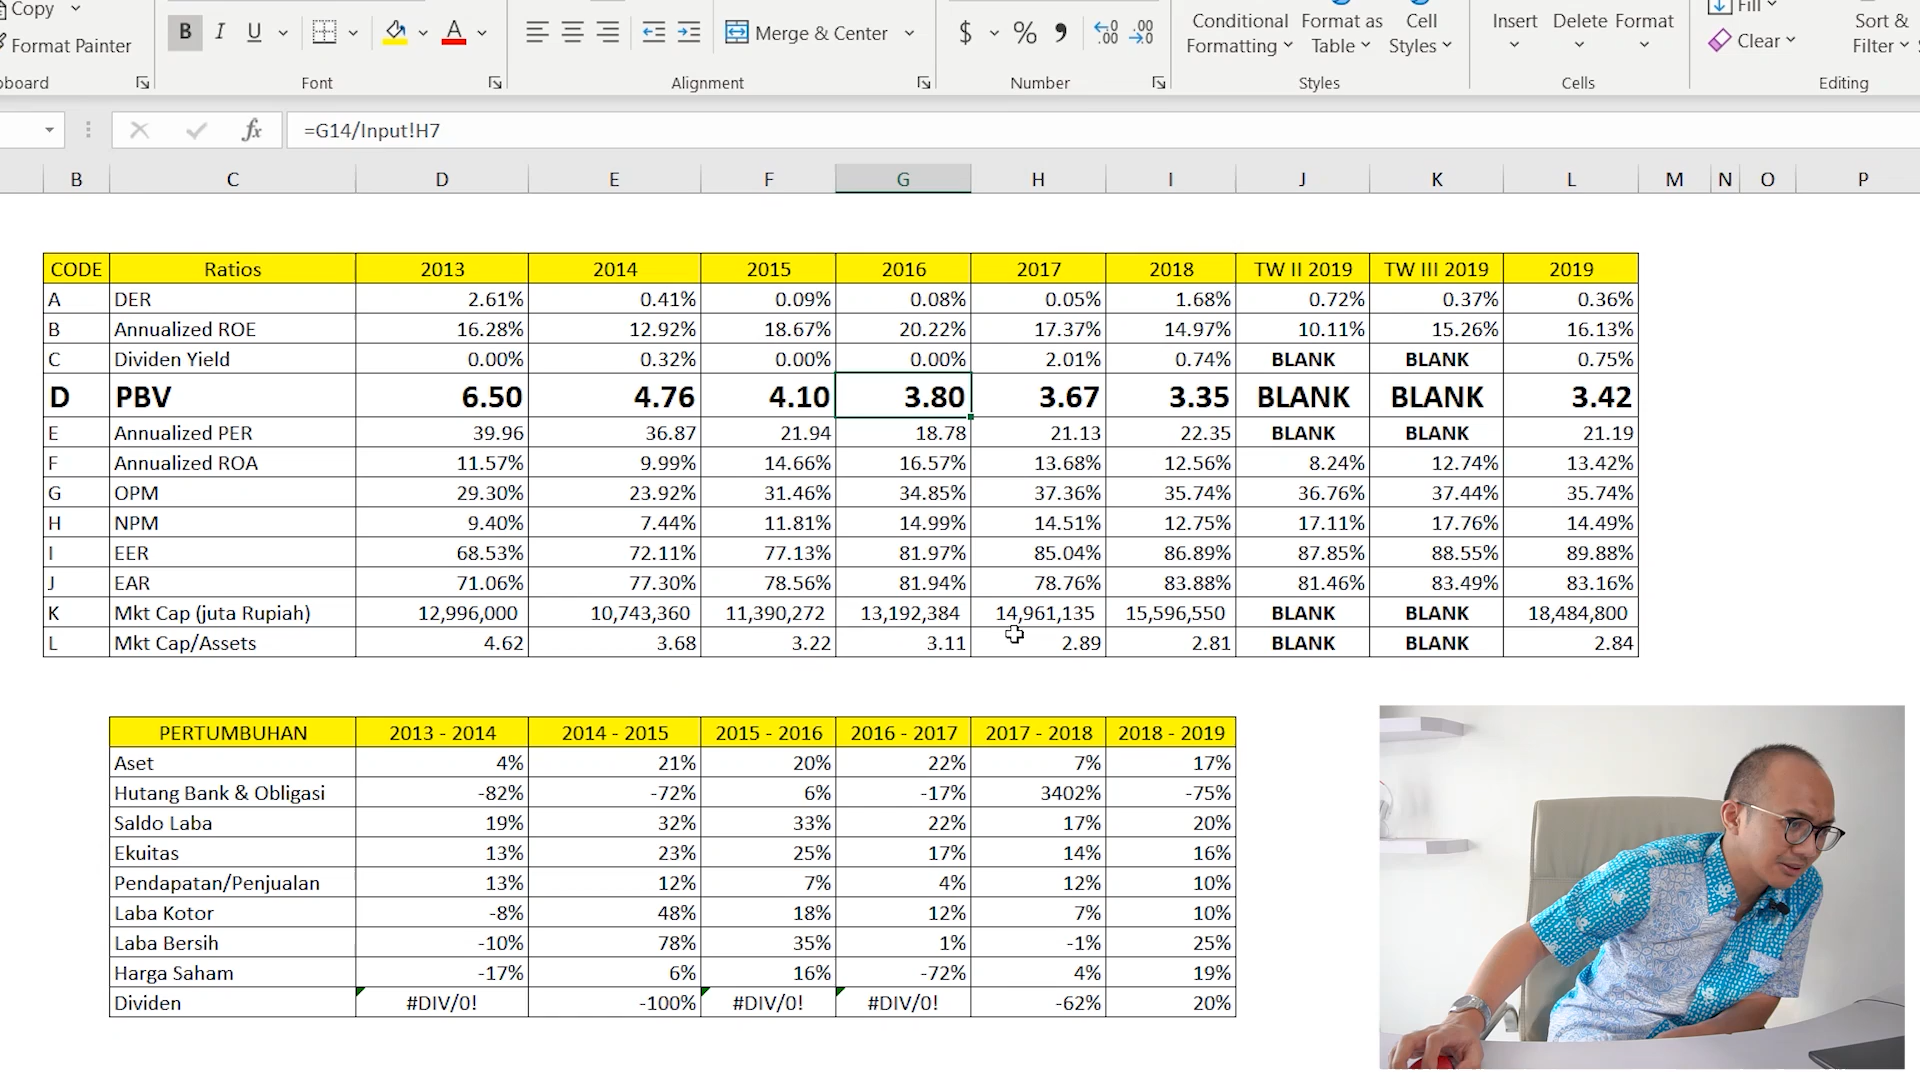 Copy
Fill
Format Painter
B I U A
Merge & Center
$ % 9 .00 .00
Conditional Formatting
Format as Table
Cell Styles
Insert Delete Format
Clear
Sort & Filter
Font
Alignment
Number
Styles
Cells
Editing
fx =G14/Input!H7
B C D E F G H I J K L M N O P
CODE Ratios 2013 2014 2015 2016 2017 2018 TW II 2019 TW III 2019 2019
A DER 2.61% 0.41% 0.09% 0.08% 0.05% 1.68% 0.72% 0.37% 0.36%
B Annualized ROE 16.28% 12.92% 18.67% 20.22% 17.37% 14.97% 10.11% 15.26% 16.13%
C Dividen Yield 0.00% 0.32% 0.00% 0.00% 2.01% 0.74% BLANK BLANK 0.75%
D PBV 6.50 4.76 4.10 3.80 3.67 3.35 BLANK BLANK 3.42
E Annualized PER 39.96 36.87 21.94 18.78 21.13 22.35 BLANK BLANK 21.19
F Annualized ROA 11.57% 9.99% 14.66% 16.57% 13.68% 12.56% 8.24% 12.74% 13.42%
G OPM 29.30% 23.92% 31.46% 34.85% 37.36% 35.74% 36.76% 37.44% 35.74%
H NPM 9.40% 7.44% 11.81% 14.99% 14.51% 12.75% 17.11% 17.76% 14.49%
I EER 68.53% 72.11% 77.13% 81.97% 85.04% 86.89% 87.85% 88.55% 89.88%
J EAR 71.06% 77.30% 78.56% 81.94% 78.76% 83.88% 81.46% 83.49% 83.16%
K Mkt Cap (juta Rupiah) 12,996,000 10,743,360 11,390,272 13,192,384 14,961,135 15,596,550 BLANK BLANK 18,484,800
L Mkt Cap/Assets 4.62 3.68 3.22 3.11 2.89 2.81 BLANK BLANK 2.84
PERTUMBUHAN 2013 - 2014 2014 - 2015 2015 - 2016 2016 - 2017 2017 - 2018 2018 - 2019
Aset 4% 21% 20% 22% 7% 17%
Hutang Bank & Obligasi -82% -72% 6% -17% 3402% -75%
Saldo Laba 19% 32% 33% 22% 17% 20%
Ekuitas 13% 23% 25% 17% 14% 16%
Pendapatan/Penjualan 13% 12% 7% 4% 12% 10%
Laba Kotor -8% 48% 18% 12% 7% 10%
Laba Bersih -10% 78% 35% 1% -1% 25%
Harga Saham -17% 6% 16% -72% 4% 19%
Dividen #DIV/0! -100% #DIV/0! #DIV/0! -62% 20%